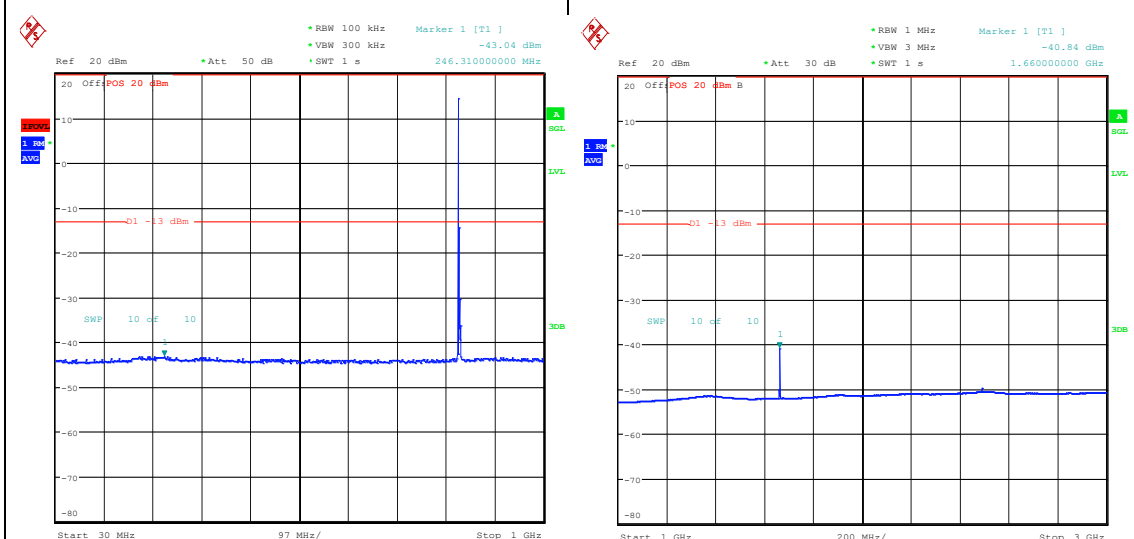 * RBW 100 kHz Marker 1 [T1 ]
* VBW 300 kHz -43.04 dBm
Ref 20 dBm * Att 50 dB * SWT 1 s 246.310000000 MHz
20 Offs POS 20 dBm
A
10
SGL
IFOVL
1 RM *
AVG
0
LVL
-10
D1 -13 dBm
-20
-30
SWP 10 of 10
3DB
-40
1
-50
-60
-70
-80
Start 30 MHz 97 MHz/ Stop 1 GHz
* RBW 1 MHz Marker 1 [T1 ]
* VBW 3 MHz -40.84 dBm
Ref 20 dBm * Att 30 dB * SWT 1 s 1.660000000 GHz
20 Offs POS 20 dBm B
A
10
SGL
1 RM *
AVG
0
LVL
-10
D1 -13 dBm
-20
-30
SWP 10 of 10
3DB
1
-40
-50
-60
-70
-80
Start 1 GHz 200 MHz/ Stop 3 GHz